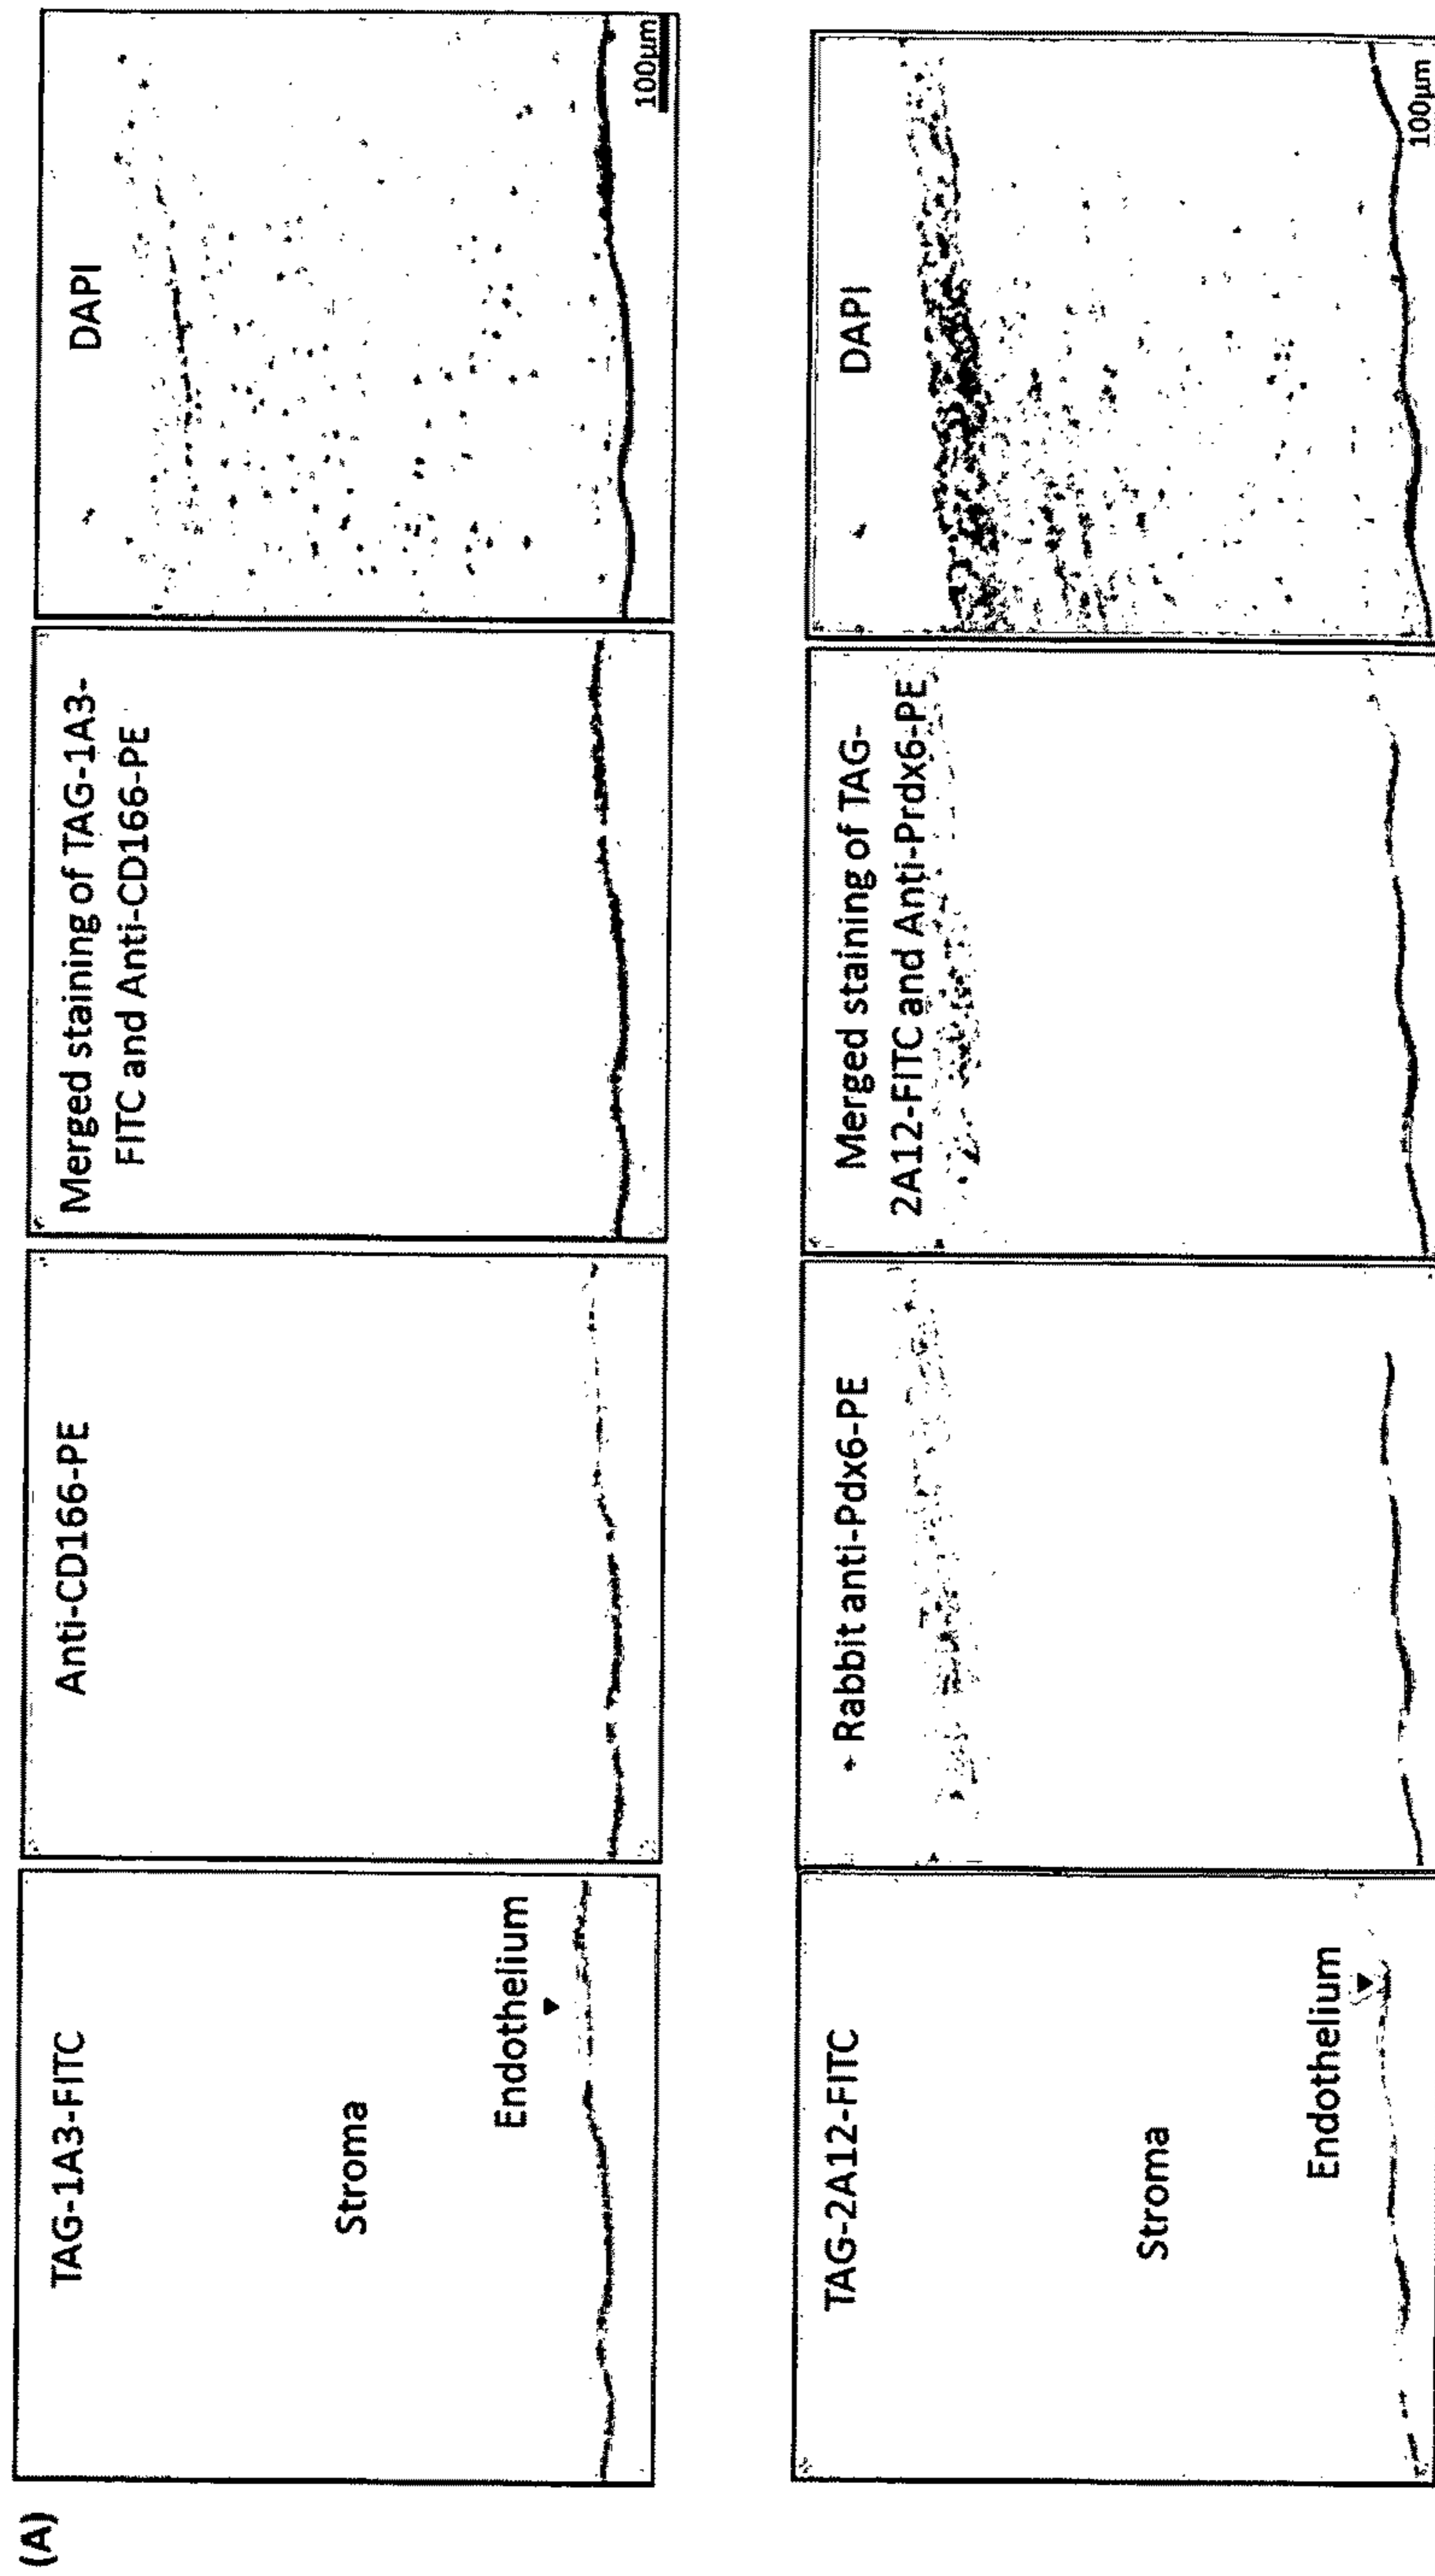 (A)
TAG-1A3-FITC
Stroma
Endothelium
Anti-CD166-PE
Merged staining of TAG-1A3-
FITC and Anti-CD166-PE
DAPI
100µm
TAG-2A12-FITC
Stroma
Endothelium
Rabbit anti-Pdx6-PE
Merged staining of TAG-
2A12-FITC and Anti-Prdx6-PE
DAPI
100µm